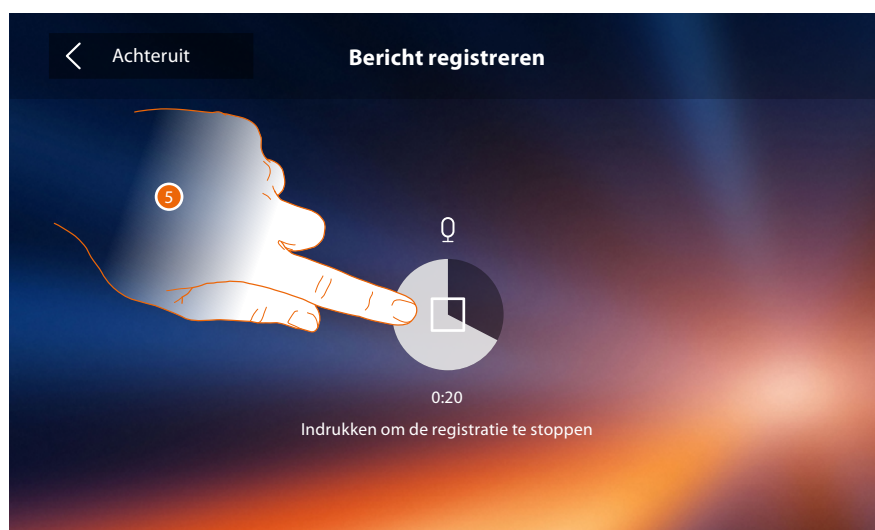 Achteruit
Bericht registreren
5
0:20
Indrukken om de registratie te stoppen